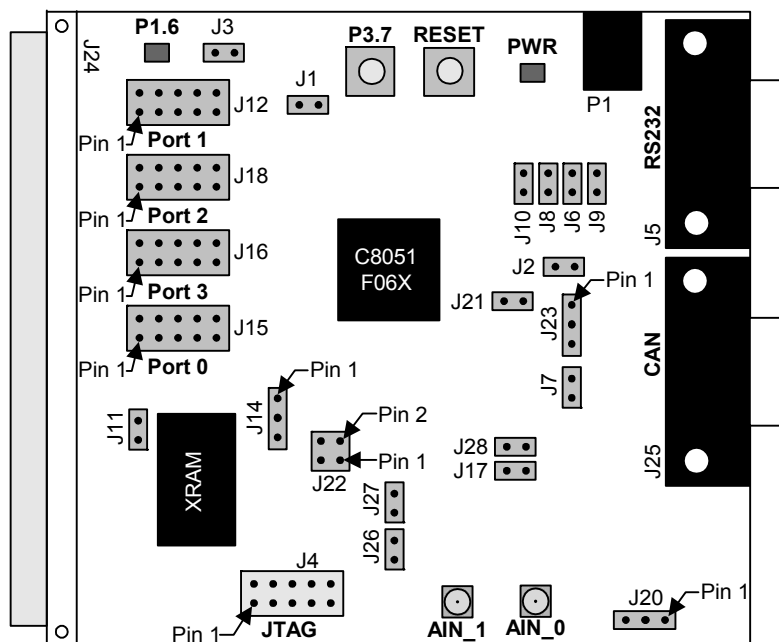 P1.6
J3
P3.7
RESET
PWR
J24
J1
P1
J12
Pin 1
Port 1
RS232
J18
Pin 1
Port 2
J10
J8
J6
J9
J5
J16
C8051
F06X
J2
Pin 1
Port 3
Pin 1
J21
J23
J15
Pin 1
Port 0
CAN
Pin 1
J7
J11
J14
Pin 2
XRAM
Pin 1
J22
J28
J17
J25
J27
J26
J4
Pin 1
JTAG
AIN_1
AIN_0
J20
Pin 1